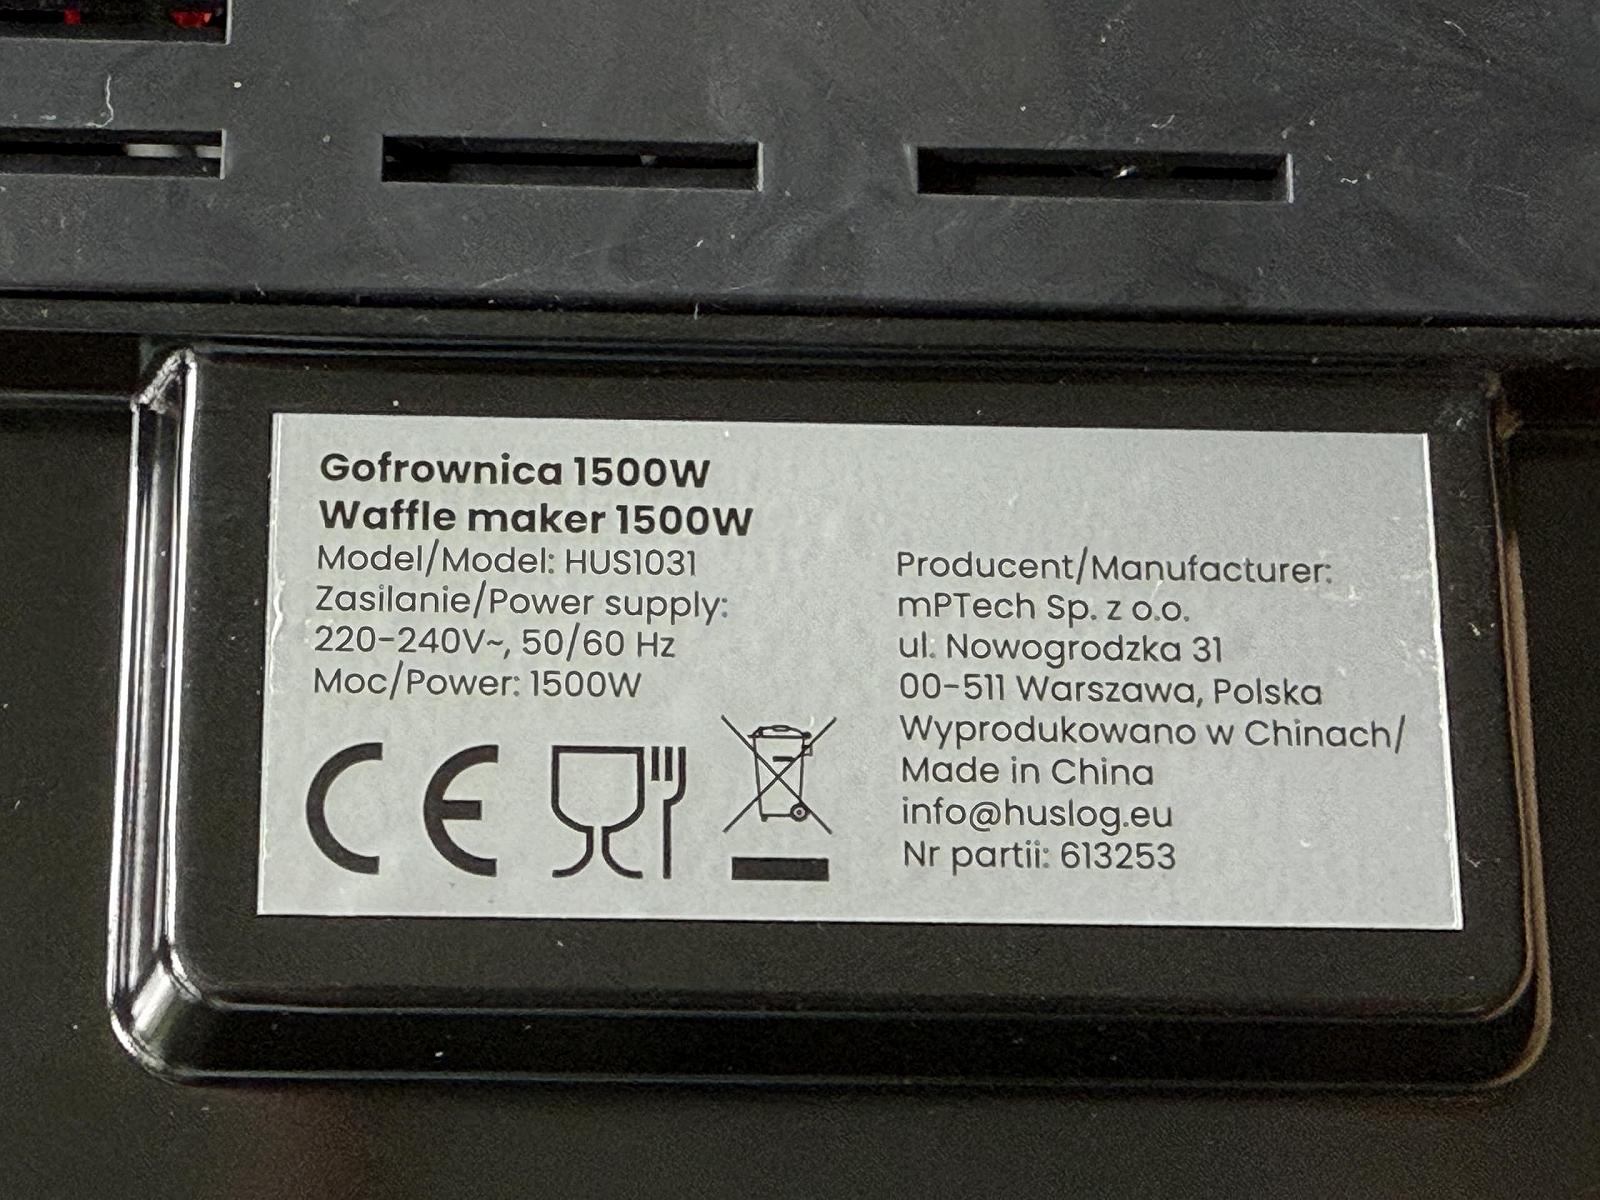 Gofrownica 1500W
Waffle maker 1500W
Model/Model: HUS1031
Zasilanie/Power supply:
220-240V~, 50/60 Hz
Moc/Power: 1500W
CE
Producent/Manufacturer:
mPTech Sp. z o.o.
ul. Nowogrodzka 31
00-511 Warszawa, Polska
Wyprodukowano w Chinach/
Made in China
info@huslog.eu
Nr partii: 613253